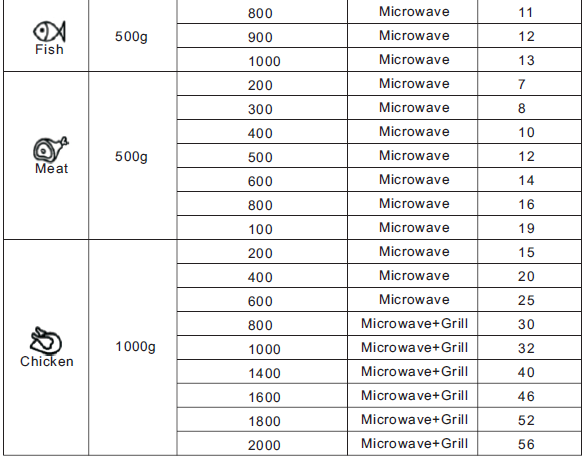 800 Microwave 11
Fish 500g 900 Microwave 12
1000 Microwave 13
200 Microwave 7
300 Microwave 8
400 Microwave 10
Meat 500g 500 Microwave 12
600 Microwave 14
800 Microwave 16
100 Microwave 19
200 Microwave 15
400 Microwave 20
600 Microwave 25
800 Microwave+Grill 30
Chicken 1000g 1000 Microwave+Grill 32
1400 Microwave+Grill 40
1600 Microwave+Grill 46
1800 Microwave+Grill 52
2000 Microwave+Grill 56